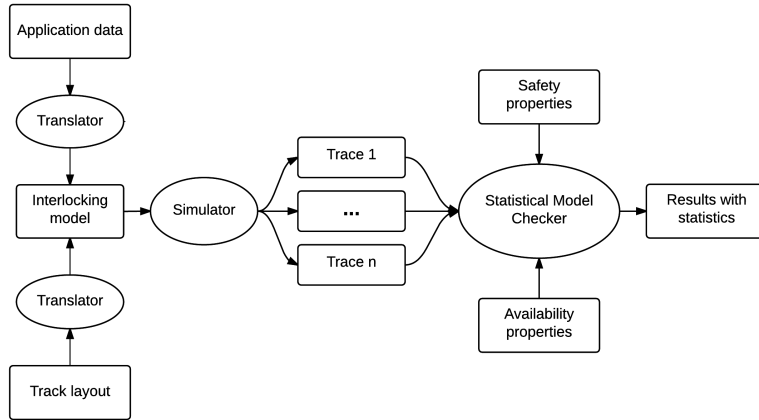 Application data
Translator
Interlocking
model
Translator
Track layout
Simulator
Trace 1
...
Trace n
Safety
properties
Statistical Model
Checker
Availability
properties
Results with
statistics